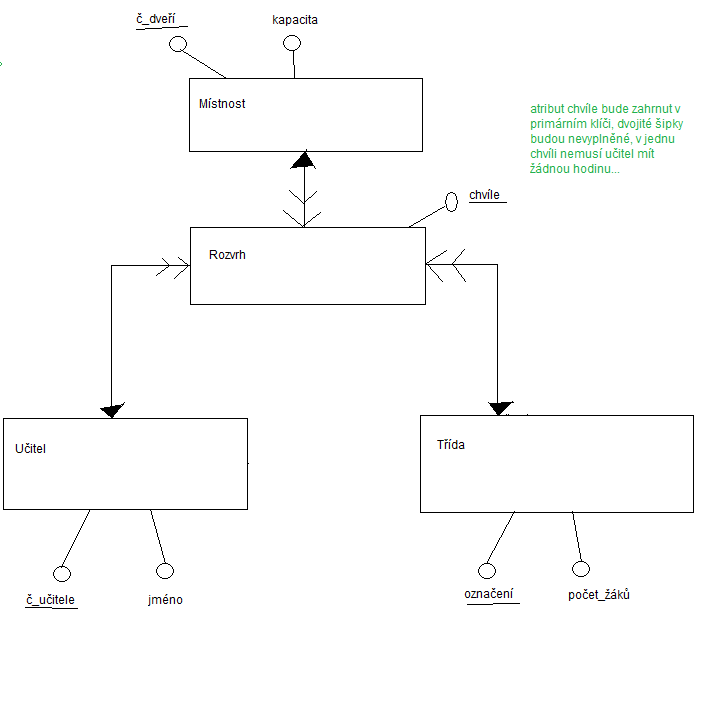 č_dveří
kapacita
Místnost
atribut chvíle bude zahrnut v
primárním klíči, dvojité šipky
budou nevyplněné, v jednu
chvíli nemusí učitel mít
žádnou hodinu...
chvíle
Rozvrh
Učitel
Třída
č_učitele
jméno
označení
počet_žáků